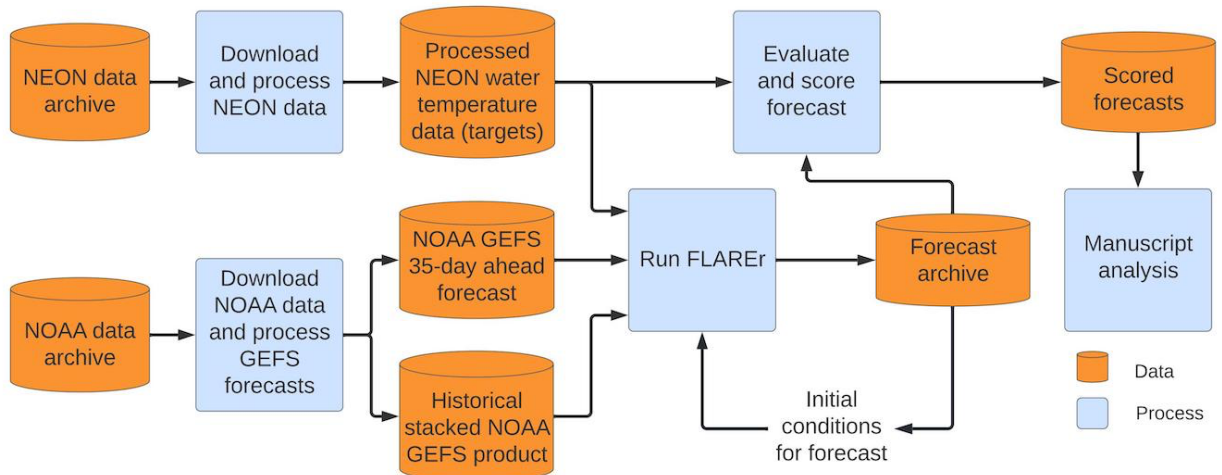 NEON data
archive
Download
and process
NEON data
Processed
NEON water
temperature
data (targets)
Evaluate
and score
forecast
Scored
forecasts
NOAA data
archive
Download
NOAA data
and process
GEFS
forecasts
NOAA GEFS
35-day ahead
forecast
Historical
stacked NOAA
GEFS product
Run FLAREr
Forecast
archive
Initial
conditions
for forecast
Manuscript
analysis
Data
Process